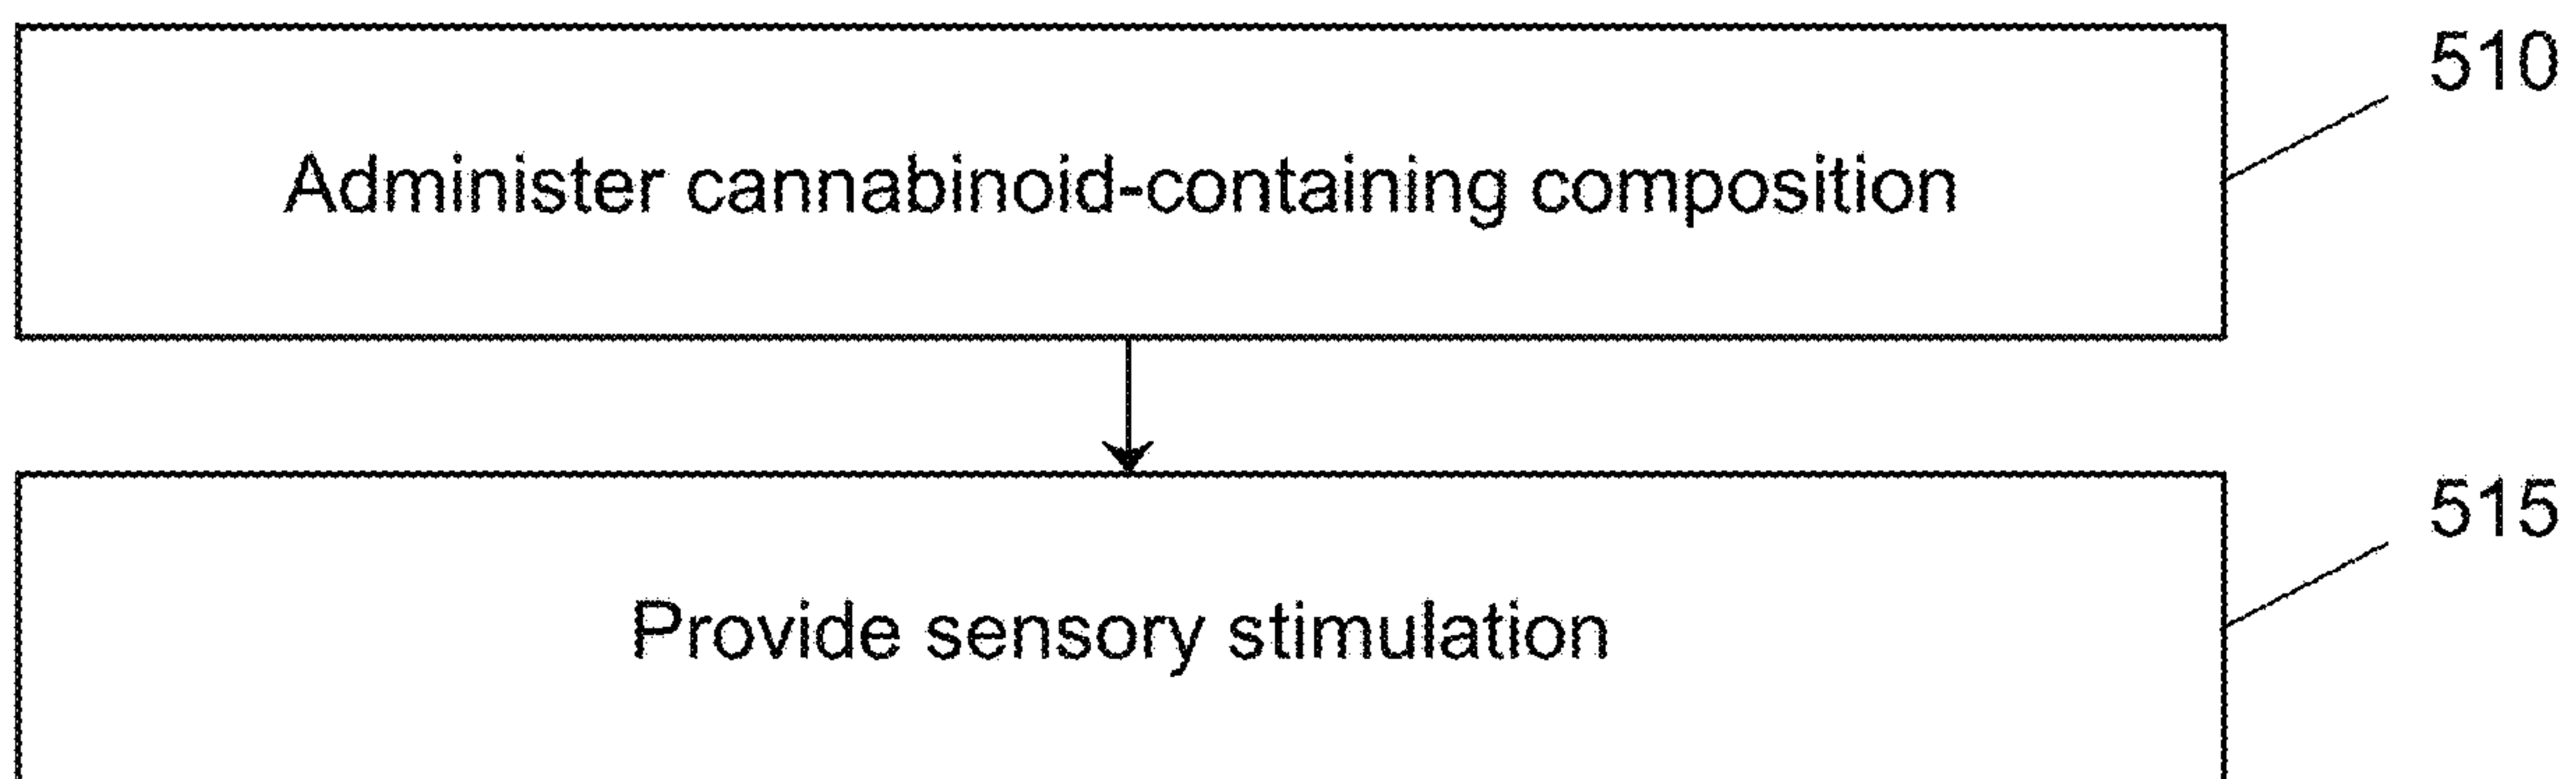 510
Administer cannabinoid-containing composition
515
Provide sensory stimulation